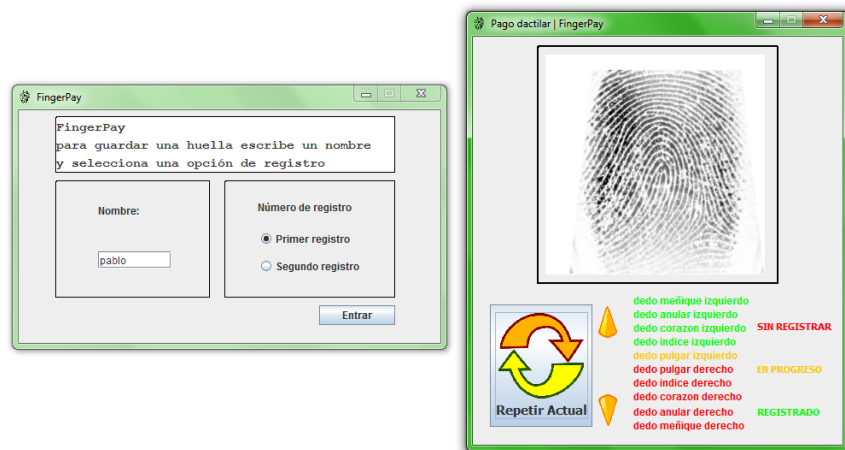 FingerPay
FingerPay
para guardar una huella escribe un nombre
y selecciona una opción de registro
Nombre:
pablo
Número de registro
Primer registro
Segundo registro
Entrar
Pago dactilar | FingerPay
Repetir Actual
dedo meñique izquierdo
dedo anular izquierdo
dedo corazon izquierdo
dedo indice izquierdo
dedo pulgar izquierdo
dedo pulgar derecho
dedo indice derecho
dedo corazon derecho
dedo anular derecho
dedo meñique derecho
SIN REGISTRAR
EN PROGRESO
REGISTRADO